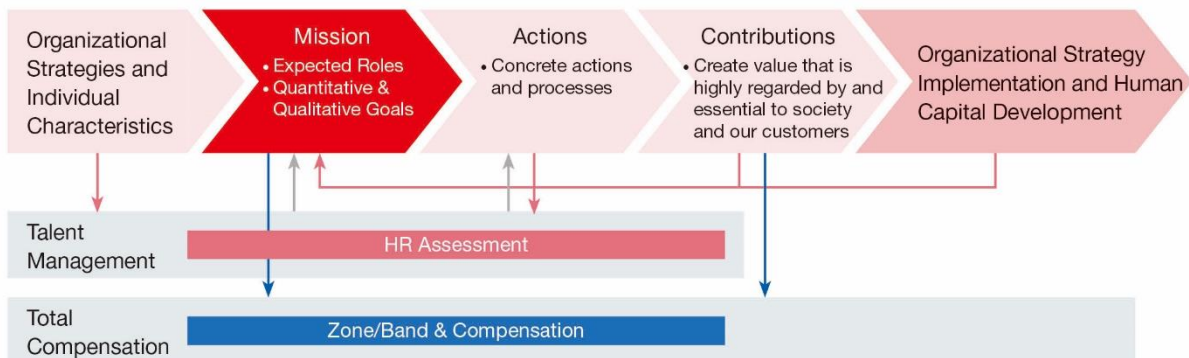 Organizational
Strategies and
Individual
Characteristics
Mission
• Expected Roles
• Quantitative &
Qualitative Goals
Actions
• Concrete actions
and processes
Contributions
• Create value that is
highly regarded by and
essential to society
and our customers
Organizational Strategy
Implementation and Human
Capital Development
Talent
Management
HR Assessment
Total
Compensation
Zone/Band & Compensation